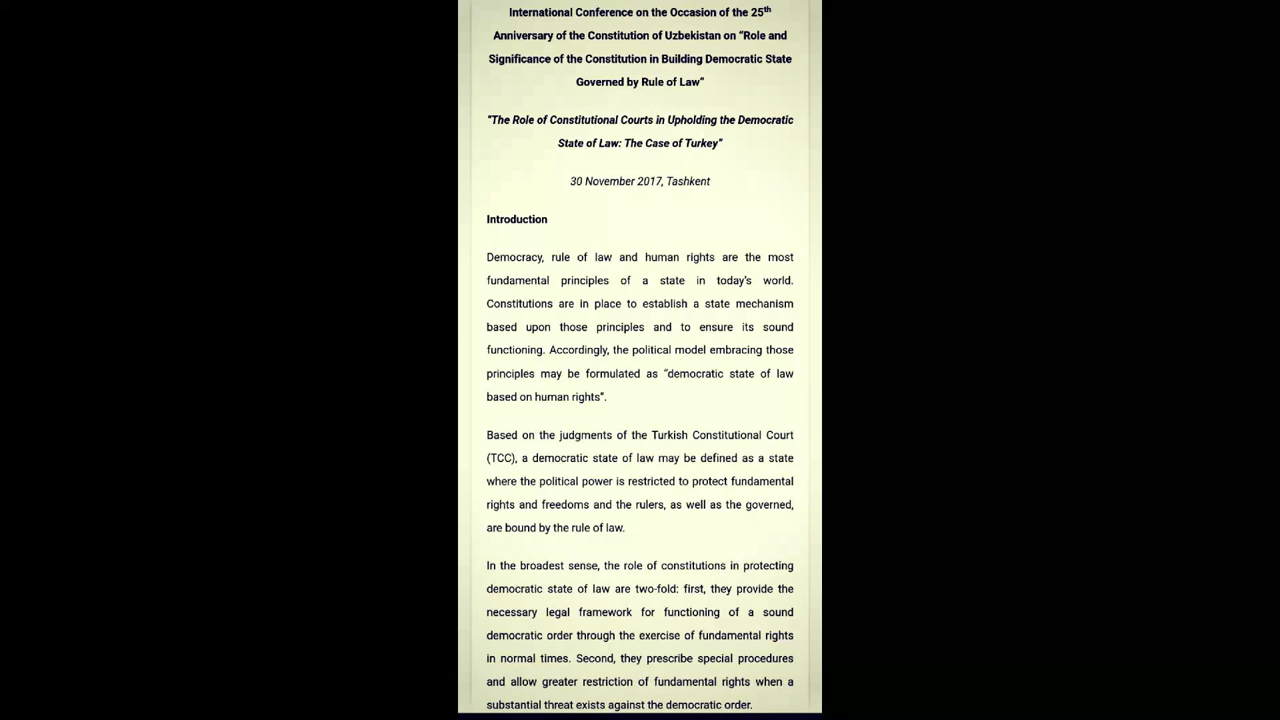 International Conference on the Occasion of the 25th
Anniversary of the Constitution of Uzbekistan on “Role and
Significance of the Constitution in Building Democratic State
Governed by Rule of Law”
“The Role of Constitutional Courts in Upholding the Democratic
State of Law: The Case of Turkey”
30 November 2017, Tashkent
Introduction
Democracy, rule of law and human rights are the most
fundamental principles of a state in today’s world.
Constitutions are in place to establish a state mechanism
based upon those principles and to ensure its sound
functioning. Accordingly, the political model embracing those
principles may be formulated as “democratic state of law
based on human rights”.
Based on the judgments of the Turkish Constitutional Court
(TCC), a democratic state of law may be defined as a state
where the political power is restricted to protect fundamental
rights and freedoms and the rulers, as well as the governed,
are bound by the rule of law.
In the broadest sense, the role of constitutions in protecting
democratic state of law are two-fold: first, they provide the
necessary legal framework for functioning of a sound
democratic order through the exercise of fundamental rights
in normal times. Second, they prescribe special procedures
and allow greater restriction of fundamental rights when a
substantial threat exists against the democratic order.